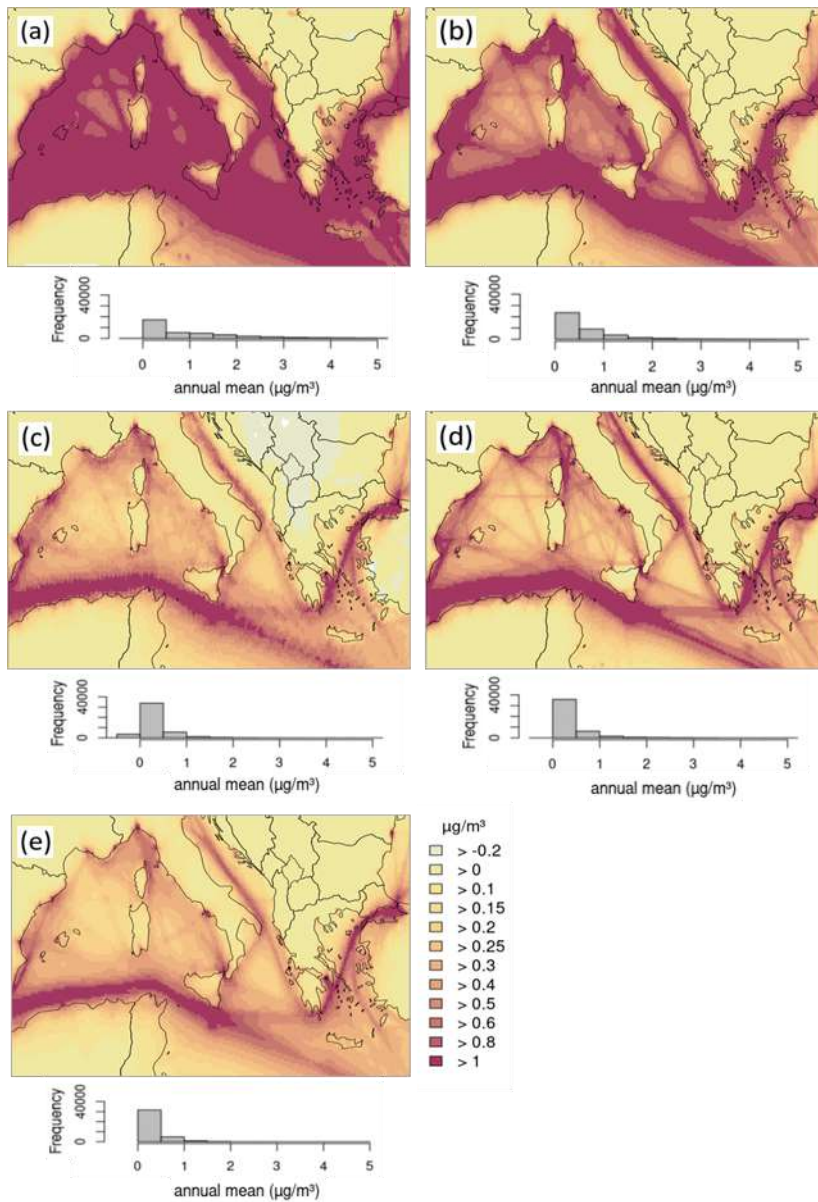 (a)
(b)
Frequency
0 40000
0 1 2 3 4 5
annual mean (µg/m³)
Frequency
0 40000
0 1 2 3 4 5
annual mean (µg/m³)
(c)
(d)
Frequency
0 40000
0 1 2 3 4 5
annual mean (µg/m³)
Frequency
0 40000
0 1 2 3 4 5
annual mean (µg/m³)
(e)
µg/m³
> -0.2
> 0
> 0.1
> 0.15
> 0.2
> 0.25
> 0.3
> 0.4
> 0.5
> 0.6
> 0.8
> 1
Frequency
0 40000
0 1 2 3 4 5
annual mean (µg/m³)